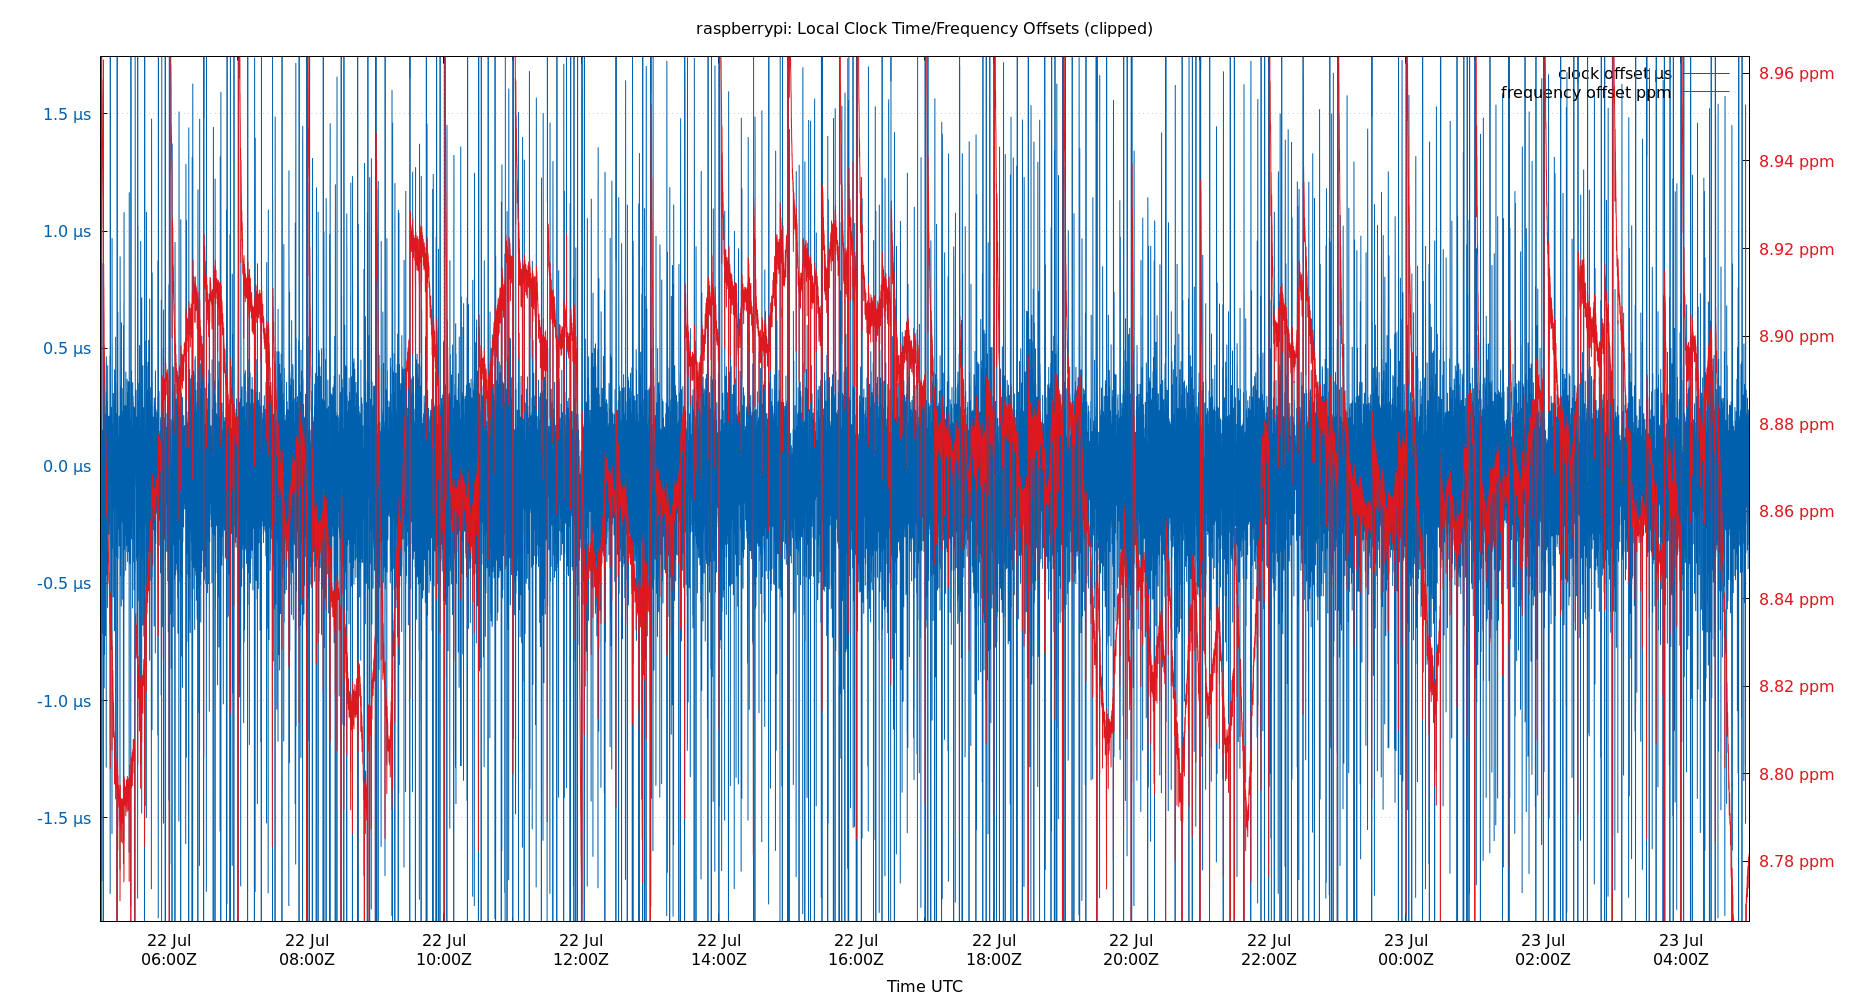 raspberrypi: Local Clock Time/Frequency Offsets (clipped)
clock offset µs
frequency offset ppm
1.5 µs
1.0 µs
0.5 µs
0.0 µs
-0.5 µs
-1.0 µs
-1.5 µs
8.96 ppm
8.94 ppm
8.92 ppm
8.90 ppm
8.88 ppm
8.86 ppm
8.84 ppm
8.82 ppm
8.80 ppm
8.78 ppm
22 Jul 22 Jul 22 Jul 22 Jul 22 Jul 22 Jul 22 Jul 22 Jul 22 Jul 23 Jul 23 Jul 23 Jul
06:00Z 08:00Z 10:00Z 12:00Z 14:00Z 16:00Z 18:00Z 20:00Z 22:00Z 00:00Z 02:00Z 04:00Z
Time UTC